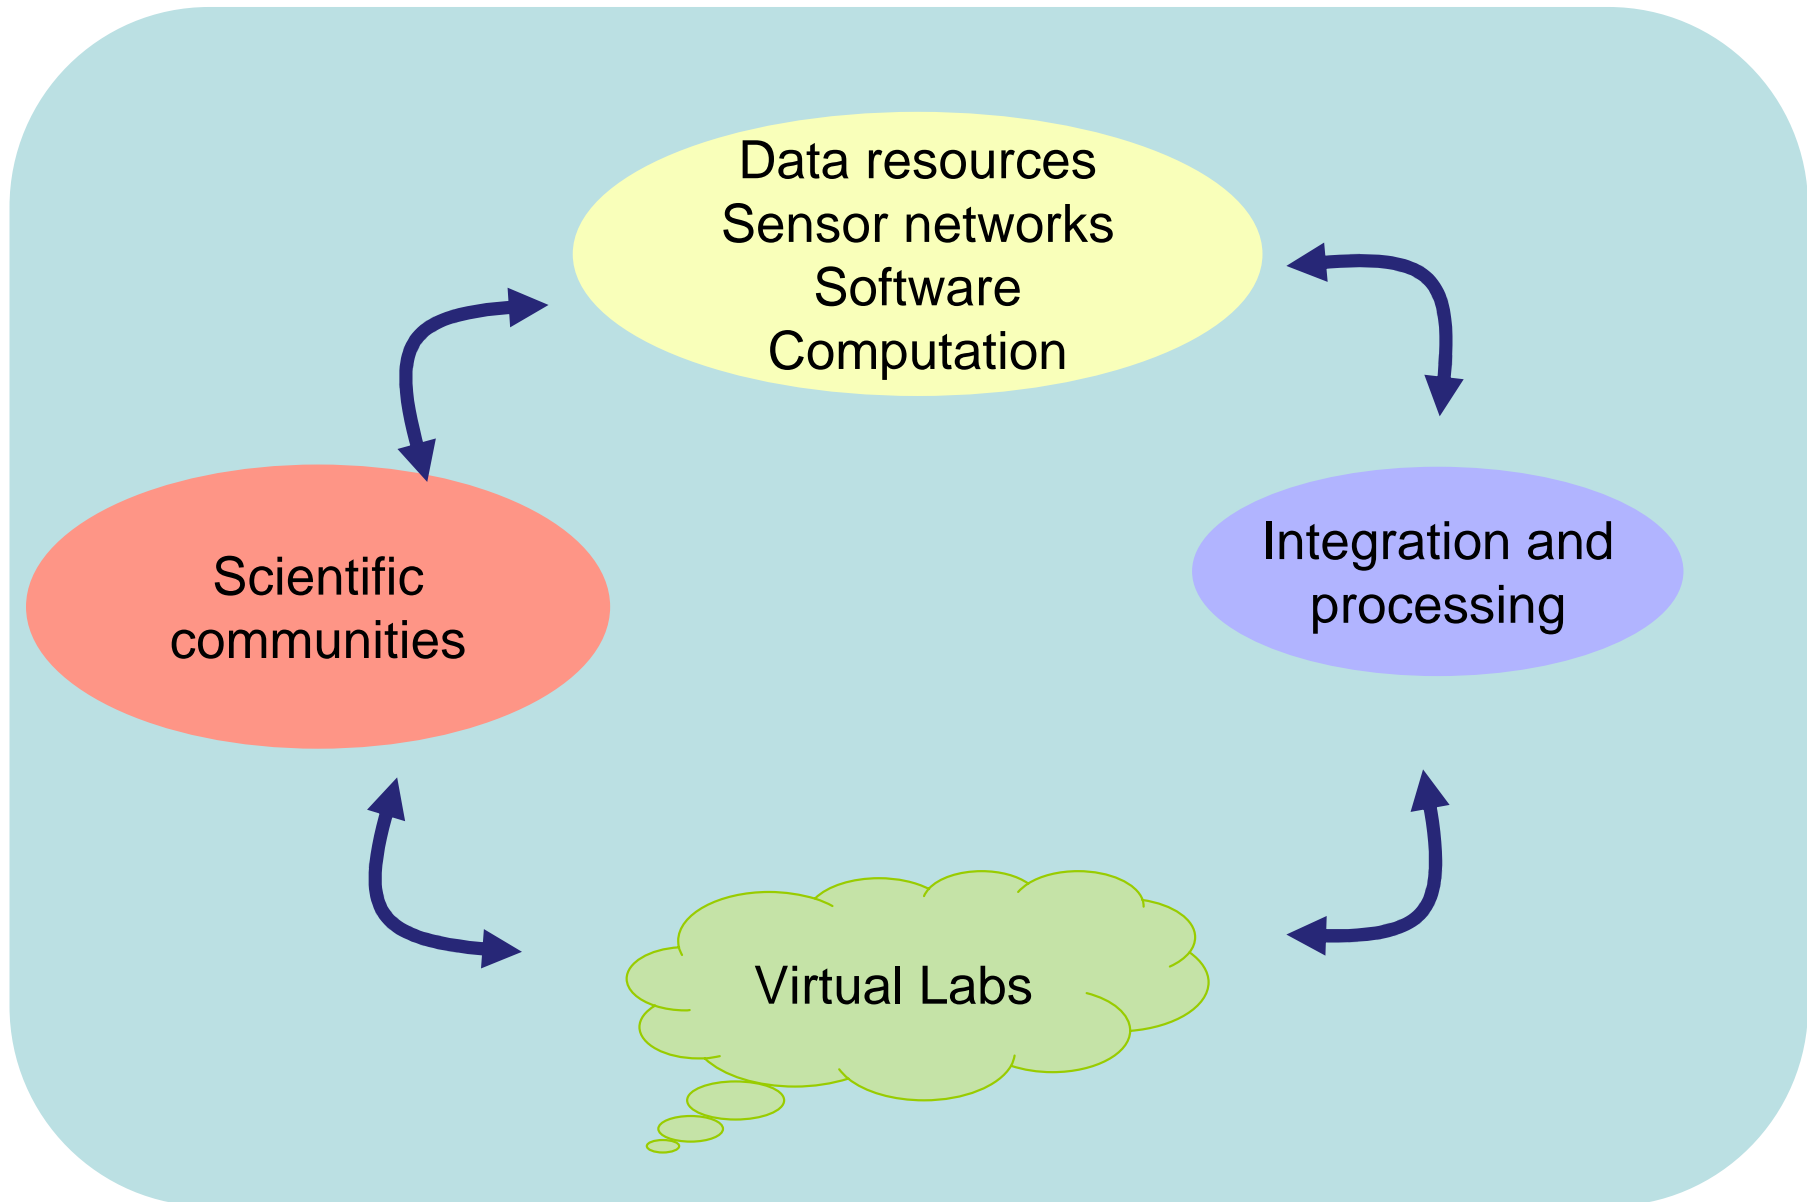 Data resources
Sensor networks
Software
Computation
Scientific
communities
Integration and
processing
Virtual Labs